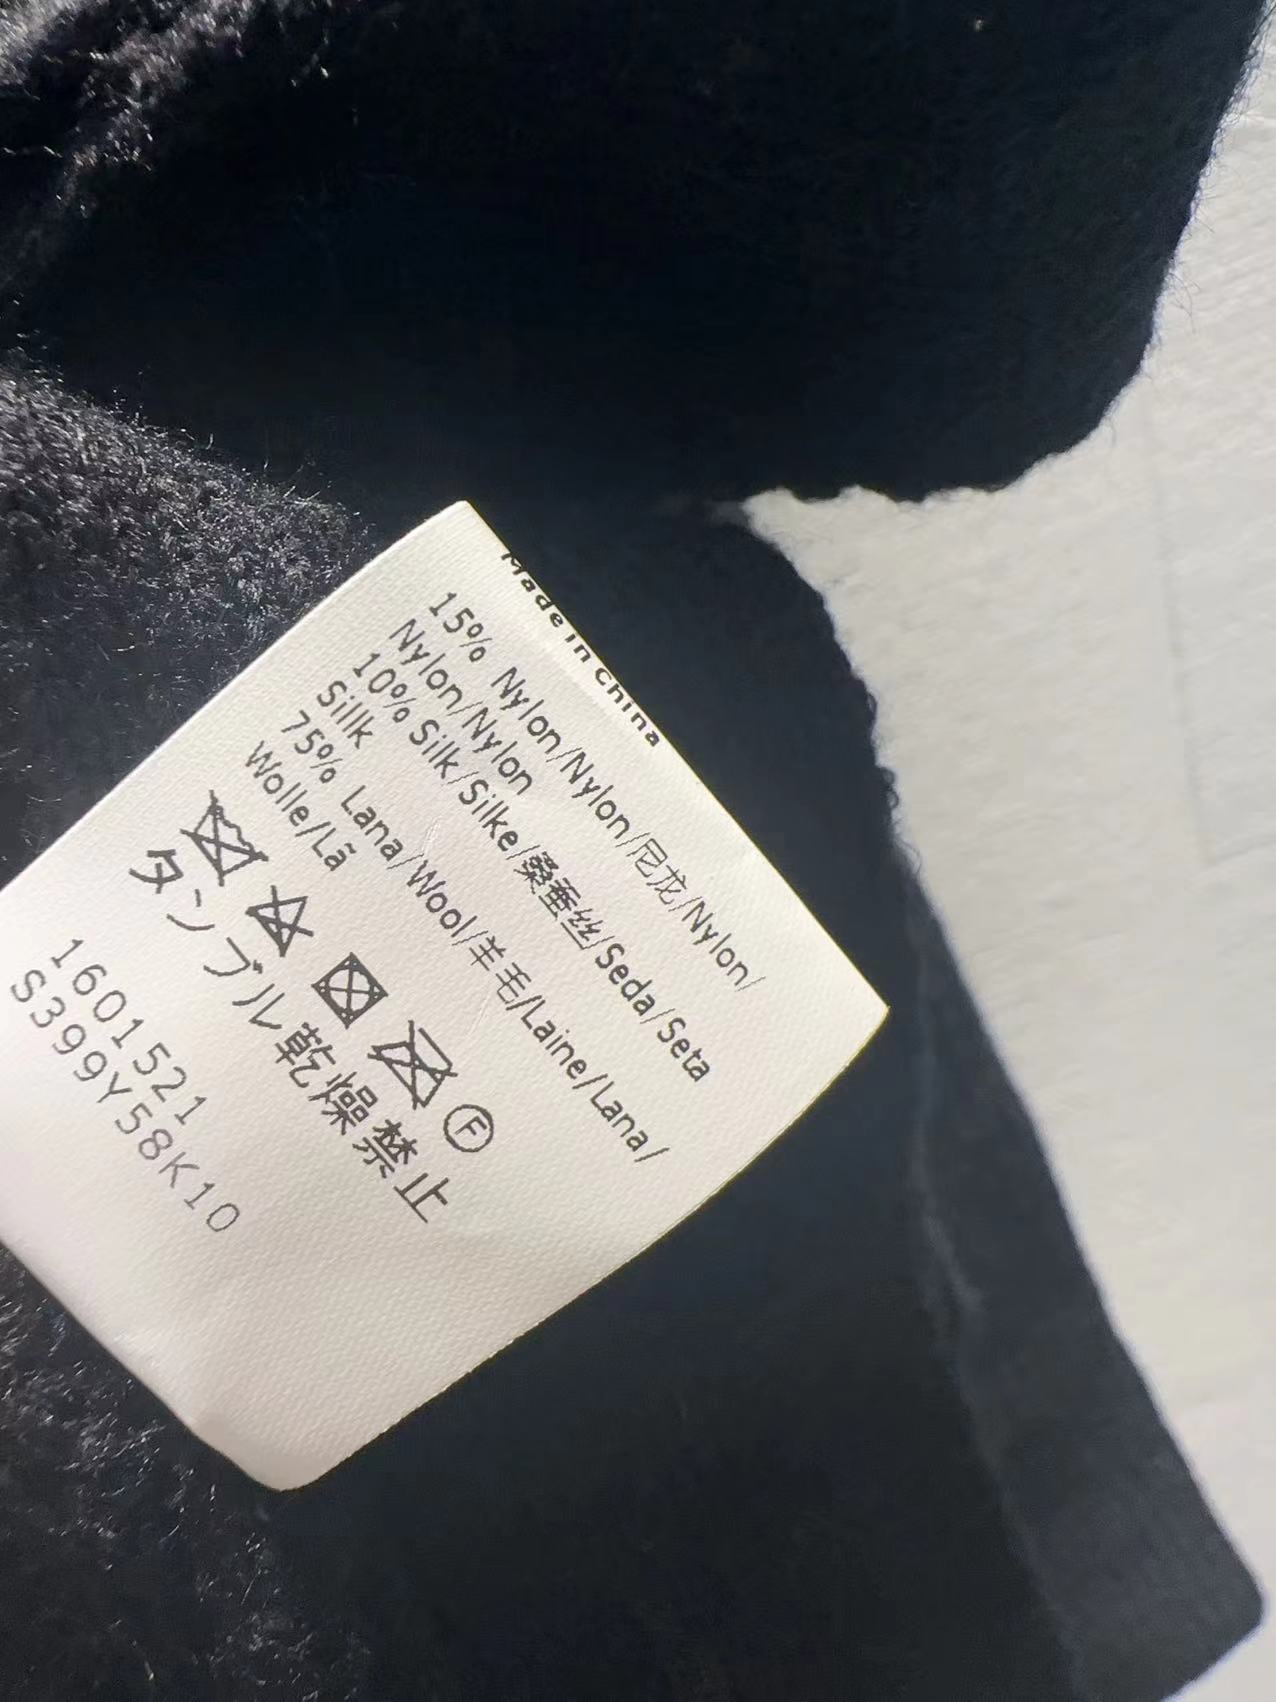 Made in China
15% Nylon/Nylon/尼龙/Nylon/
Nylon/Nylon
10% Silk/Silke/桑蚕丝/Seda/Seta
Sillk
75% Lana/Wool/羊毛/Laine/Lana/
Wolle/Lã
F
タンブル乾燥禁止
1601521
S399Y58K10